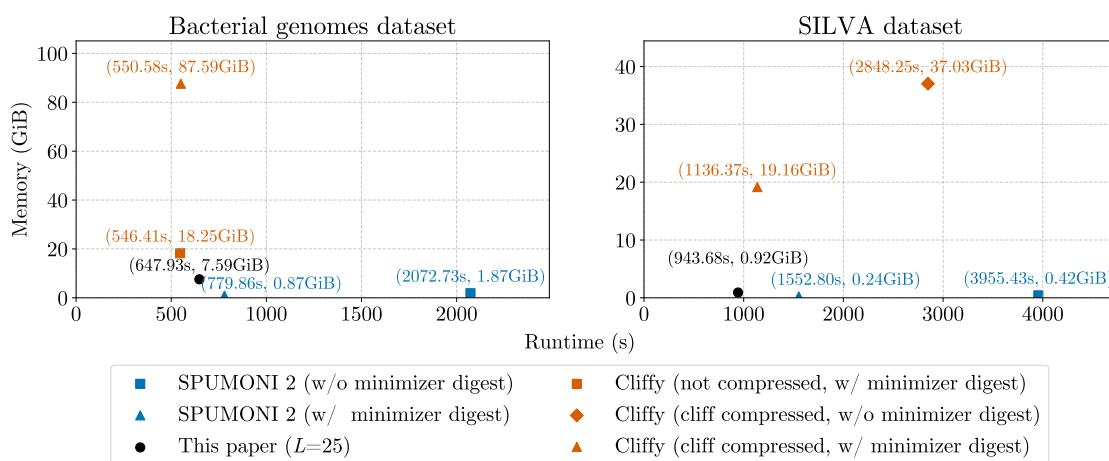 Bacterial genomes dataset
SILVA dataset
Memory (GiB)
100
80
60
40
20
0
(550.58s, 87.59GiB)
(546.41s, 18.25GiB)
(647.93s, 7.59GiB)
(779.86s, 0.87GiB)
(2072.73s, 1.87GiB)
0 500 1000 1500 2000
40
30
20
10
0
(2848.25s, 37.03GiB)
(1136.37s, 19.16GiB)
(943.68s, 0.92GiB)
(1552.80s, 0.24GiB)
(3955.43s, 0.42GiB)
0 1000 2000 3000 4000
Runtime (s)
SPUMONI 2 (w/o minimizer digest)
SPUMONI 2 (w/ minimizer digest)
This paper (L=25)
Cliffy (not compressed, w/ minimizer digest)
Cliffy (cliff compressed, w/o minimizer digest)
Cliffy (cliff compressed, w/ minimizer digest)